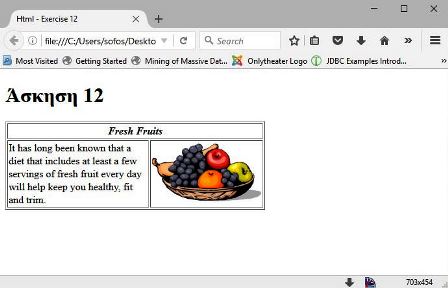 Html - Exercise 12
file:///C:/Users/sofos/Deskto
Search
Most Visited Getting Started Mining of Massive Dat... Onlytheater Logo JDBC Examples Introd...
Άσκηση 12
Fresh Fruits
It has long been known that a
diet that includes at least a few
servings of fresh fruit every day
will help keep you healthy, fit
and trim.
703x454